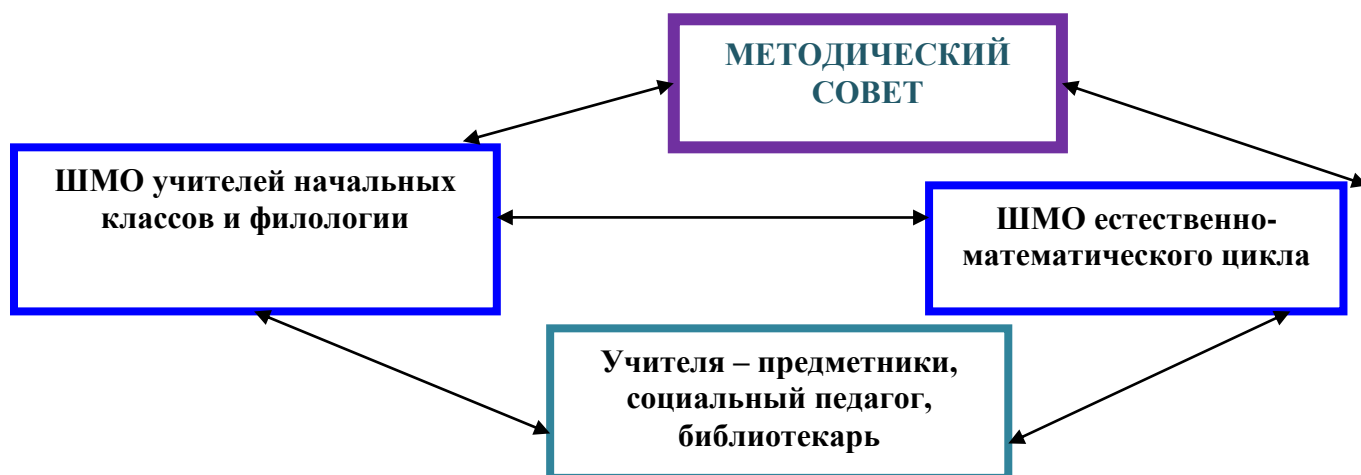 МЕТОДИЧЕСКИЙ
СОВЕТ
ШМО учителей начальных
классов и филологии
ШМО естественно-
математического цикла
Учителя – предметники,
социальный педагог,
библиотекарь